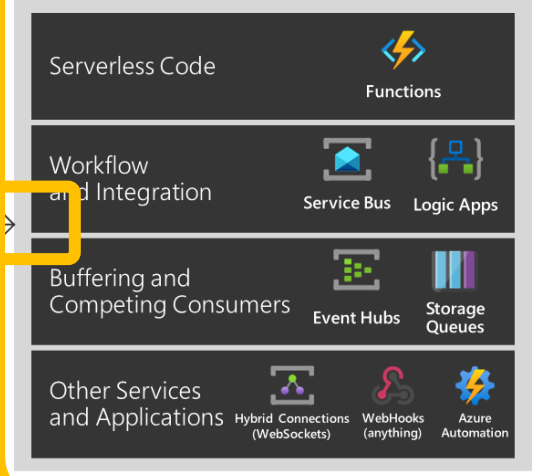 Serverless Code
Functions
Workflow
and Integration
Service Bus
Logic Apps
Buffering and
Competing Consumers
Event Hubs
Storage
Queues
Other Services
and Applications
Hybrid Connections
(WebSockets)
WebHooks
(anything)
Azure
Automation